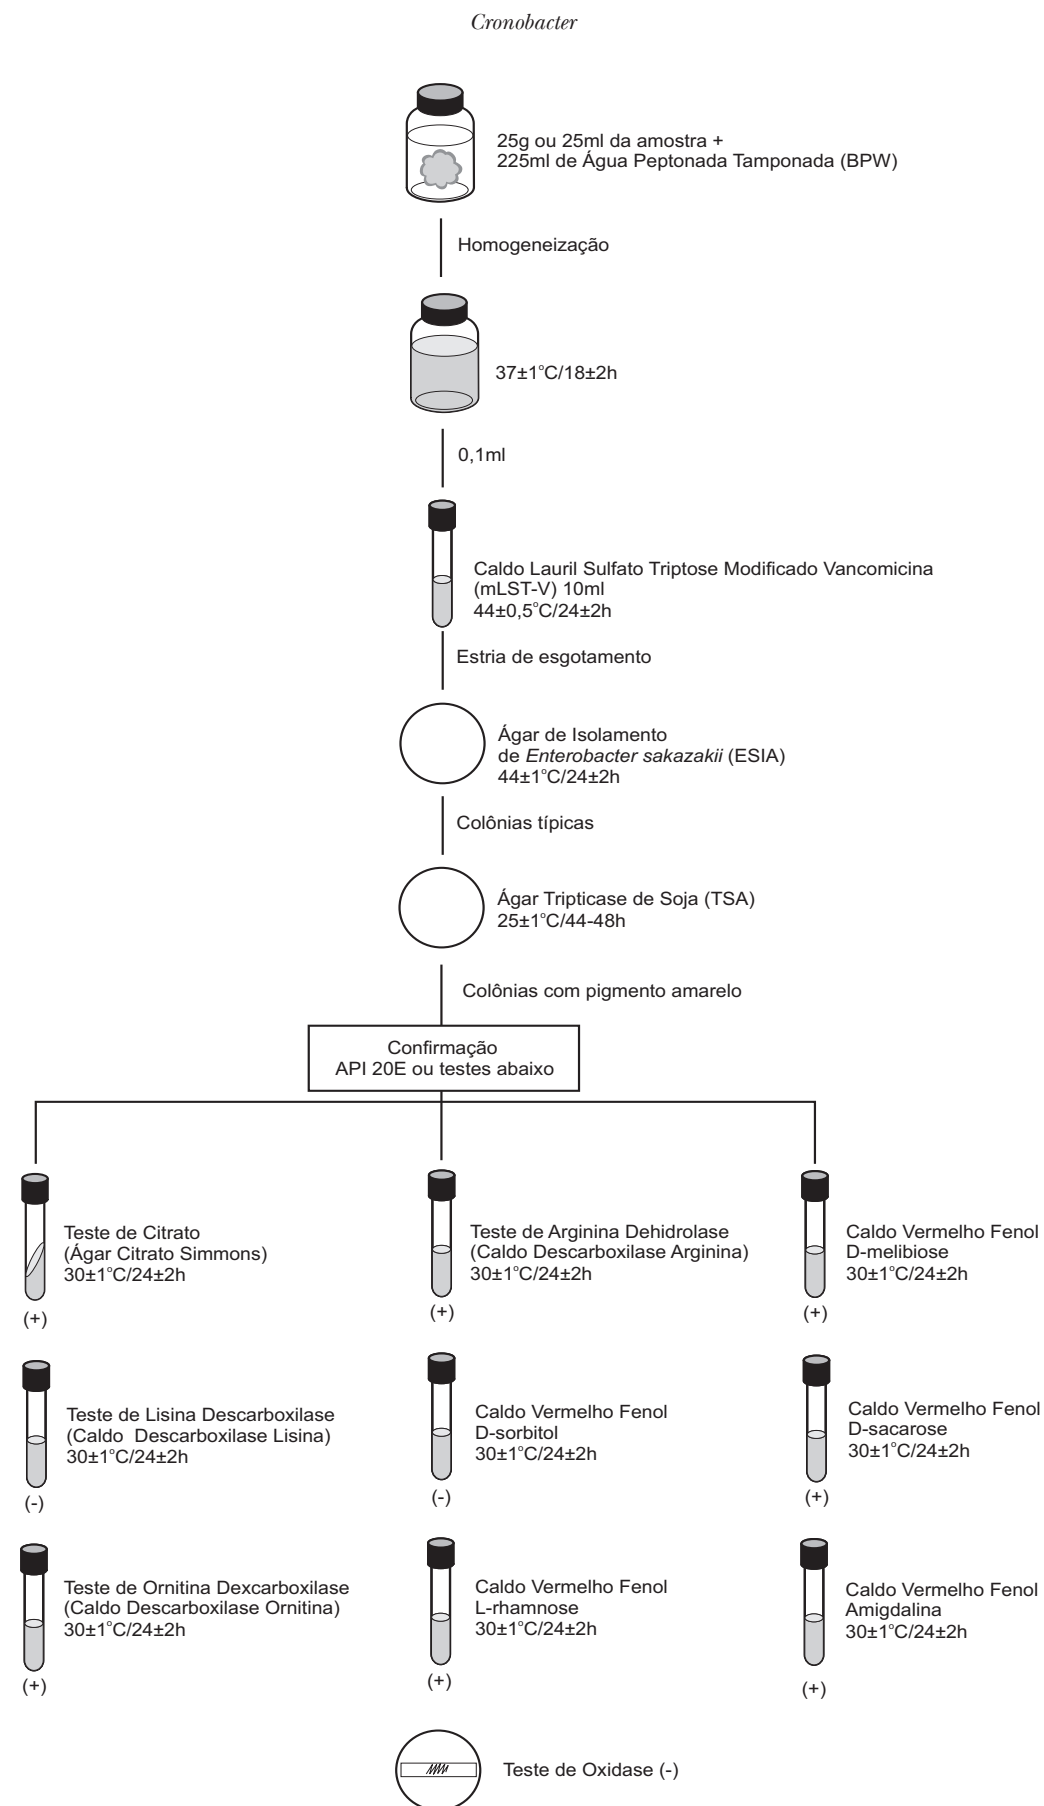 Cronobacter
25g ou 25ml da amostra +
225ml de Água Peptonada Tamponada (BPW)
Homogeneização
37±1°C/18±2h
0,1ml
Caldo Lauril Sulfato Triptose Modificado Vancomicina
(mLST-V) 10ml
44±0,5°C/24±2h
Estria de esgotamento
Ágar de Isolamento
de Enterobacter sakazakii (ESIA)
44±1°C/24±2h
Colônias típicas
Ágar Tripticase de Soja (TSA)
25±1°C/44-48h
Colônias com pigmento amarelo
Confirmação
API 20E ou testes abaixo
Teste de Citrato
(Ágar Citrato Simmons)
30±1°C/24±2h
(+)
Teste de Arginina Dehidrolase
(Caldo Descarboxilase Arginina)
30±1°C/24±2h
(+)
Caldo Vermelho Fenol
D-melibiose
30±1°C/24±2h
(+)
Teste de Lisina Descarboxilase
(Caldo Descarboxilase Lisina)
30±1°C/24±2h
(-)
Caldo Vermelho Fenol
D-sorbitol
30±1°C/24±2h
(-)
Caldo Vermelho Fenol
D-sacarose
30±1°C/24±2h
(+)
Teste de Ornitina Dexcarboxilase
(Caldo Descarboxilase Ornitina)
30±1°C/24±2h
(+)
Caldo Vermelho Fenol
L-rhamnose
30±1°C/24±2h
(+)
Caldo Vermelho Fenol
Amigdalina
30±1°C/24±2h
(+)
Teste de Oxidase (-)